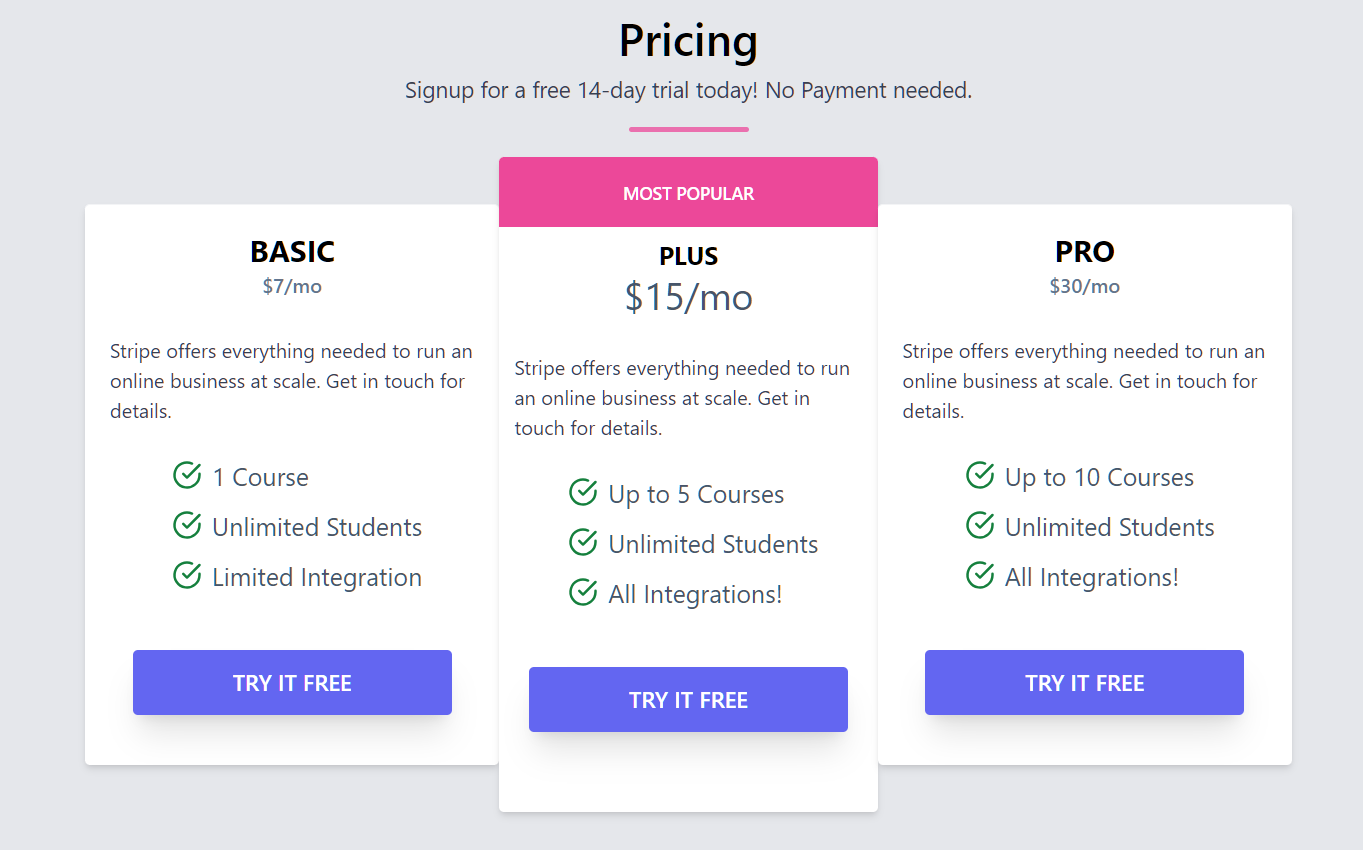 Pricing
Signup for a free 14-day trial today! No Payment needed.
BASIC
$7/mo
Stripe offers everything needed to run an
online business at scale. Get in touch for
details.
1 Course
Unlimited Students
Limited Integration
TRY IT FREE
MOST POPULAR
PLUS
$15/mo
Stripe offers everything needed to run
an online business at scale. Get in
touch for details.
Up to 5 Courses
Unlimited Students
All Integrations!
TRY IT FREE
PRO
$30/mo
Stripe offers everything needed to run an
online business at scale. Get in touch for
details.
Up to 10 Courses
Unlimited Students
All Integrations!
TRY IT FREE